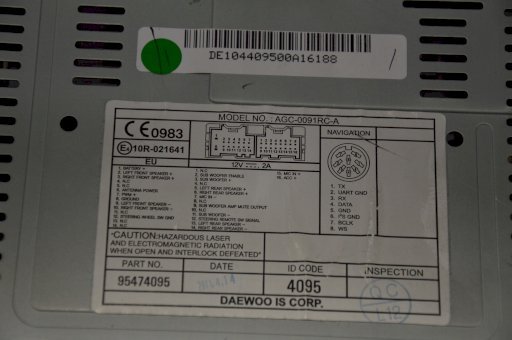 DE104409500A16188
MODEL NO.: AGC-0091RC-A
CE0983
E4 10R-021641
EU
12V 2A
NAVIGATION
1. BATTERY +
2. LEFT FRONT SPEAKER +
3. RIGHT FRONT SPEAKER +
4. N.C
5. N.C
6. ANTENNA POWER
8. GROUND
9. LEFT FRONT SPEAKER -
10. RIGHT FRONT SPEAKER -
11. N.C
12. STEERING WHEEL SW GND
13. N.C
14. N.C
1. N.C
2. SUB WOOFER ENABLE
3. SUB WOOFER +
4. N.C
5. LEFT REAR SPEAKER +
6. RIGHT REAR SPEAKER +
7. MIC IN -
8. N.C
9. SUB WOOFER AMP MUTE OUTPUT
10. N.C
11. SUB WOOFER -
12. STEERING REMOTE SW SIGNAL
13. LEFT REAR SPEAKER -
14. RIGHT REAR SPEAKER -
15. MIC IN +
16. ACC +
1. TX
2. UART GND
3. RX
4. DATA
5. GND
6. I²S GND
7. BCLK
8. WS
"CAUTION:HAZARDOUS LASER
AND ELECTROMAGNETIC RADIATION
WHEN OPEN AND INTERLOCK DEFEATED"
PART NO.
DATE
ID CODE
INSPECTION
95474095
4095
QC
L12
DAEWOO IS CORP.